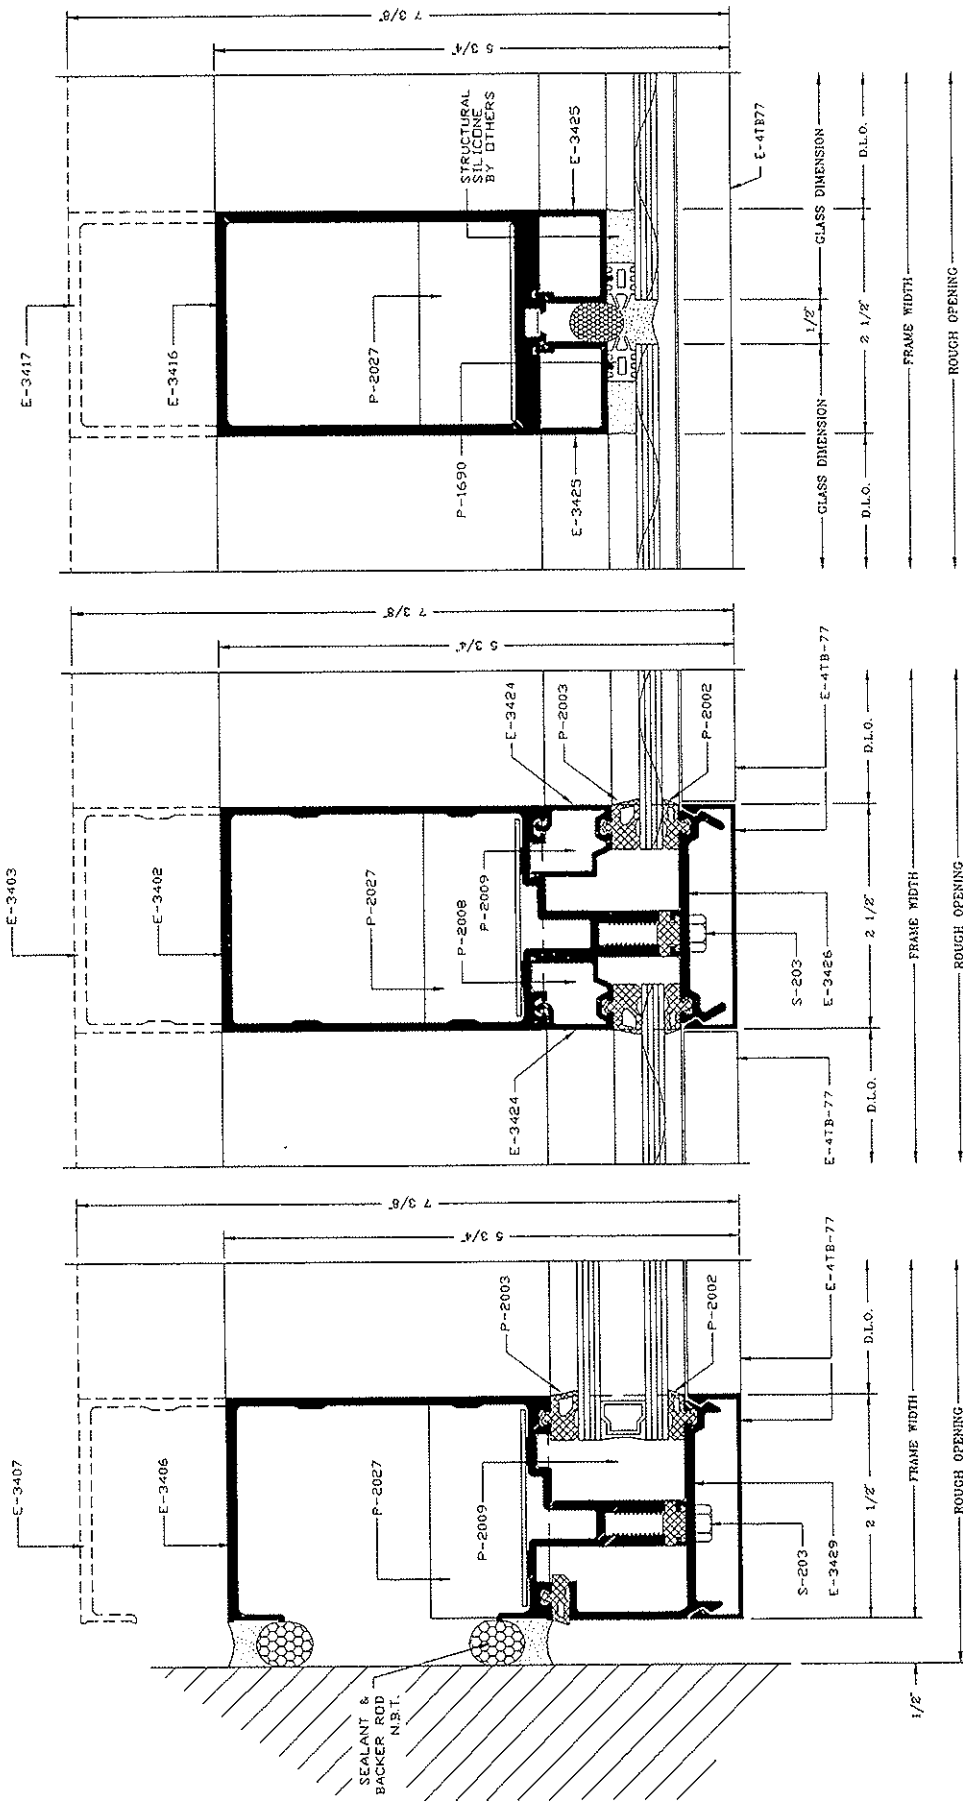 E-3407
E-3406
P-2027
P-2009
SEALANT &
BACKER ROD
N.B.T.
P-2003
P-2002
E-4TB-77
S-203
E-3429
5 3/4"
7 3/8"
2 1/2"
D.L.O.
FRAME WIDTH
ROUGH OPENING
1/2"
E-3403
E-3402
P-2027
P-2008
P-2009
E-3424
E-3424
P-2003
P-2002
E-4TB-77
E-4TB-77
S-203
E-3426
5 3/4"
7 3/8"
D.L.O.
2 1/2"
D.L.O.
FRAME WIDTH
ROUGH OPENING
E-3417
E-3416
P-2027
P-1690
E-3425
STRUCTURAL
SILICONE
BY OTHERS
E-3425
E-4TB77
5 3/4"
7 3/8"
GLASS DIMENSION
1/2"
GLASS DIMENSION
D.L.O.
2 1/2"
D.L.O.
FRAME WIDTH
ROUGH OPENING